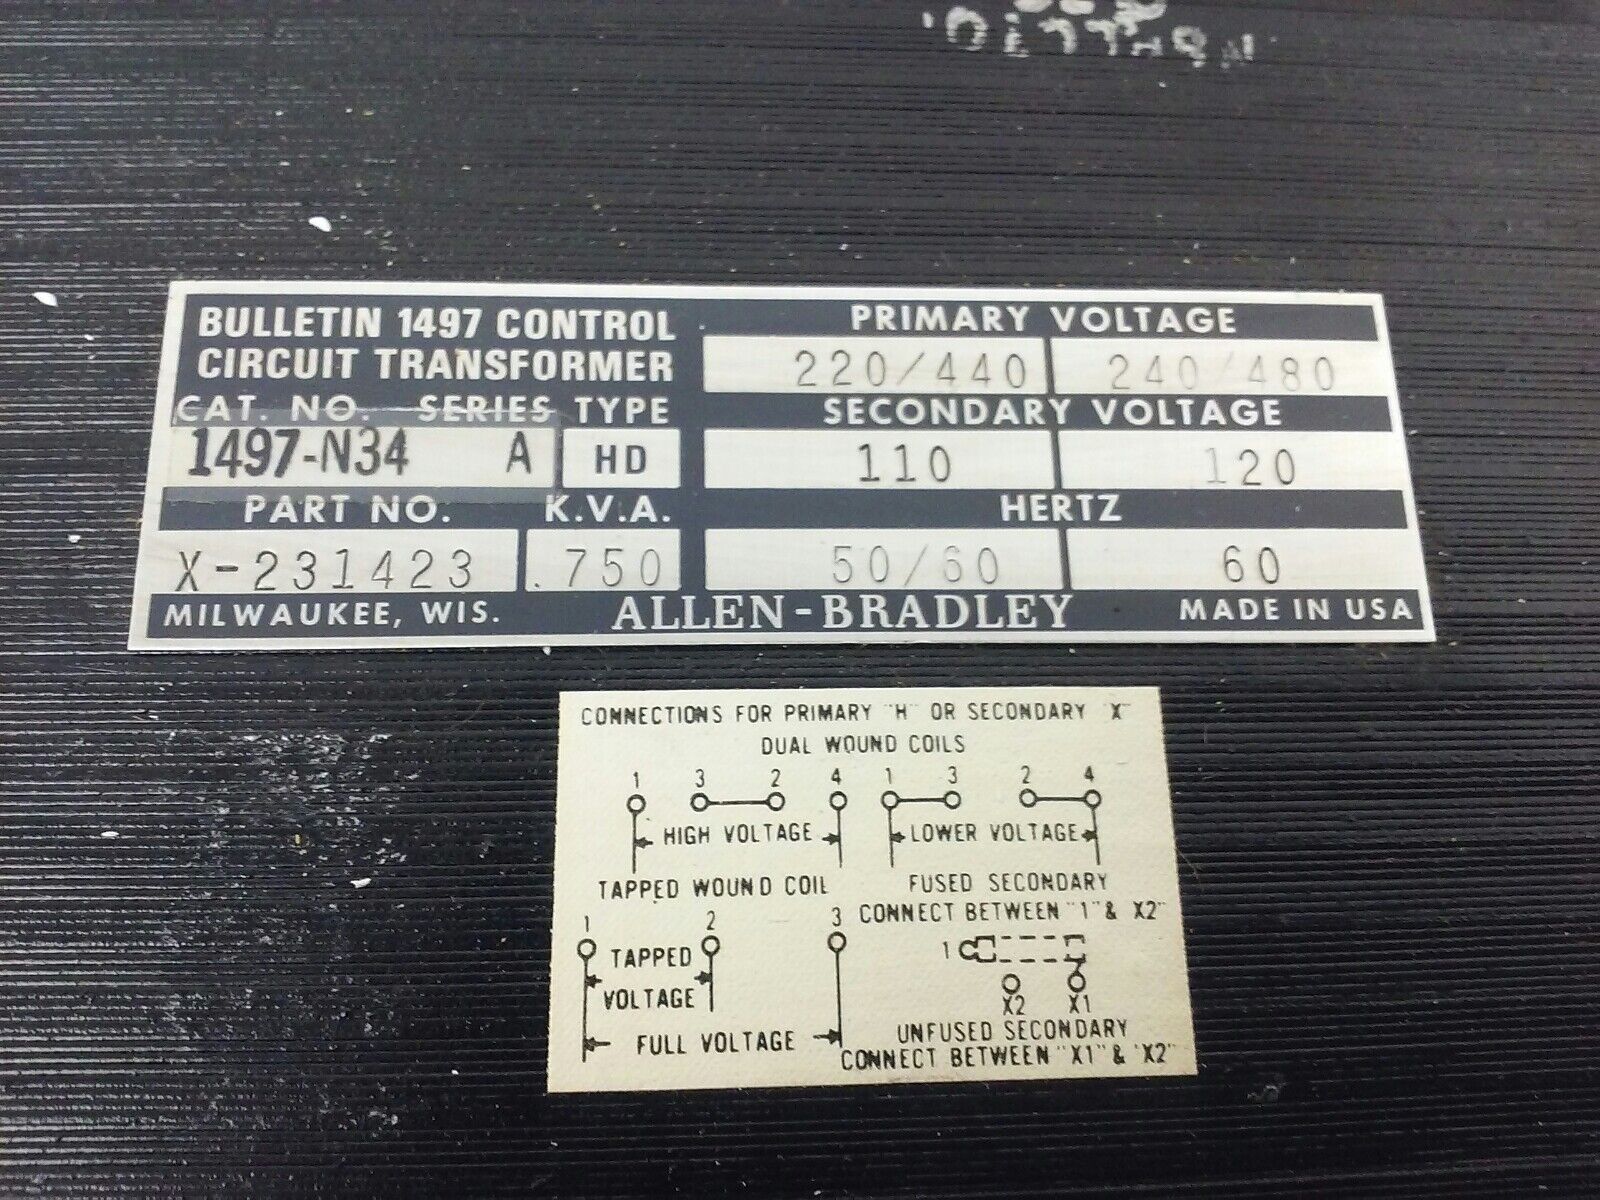 BULLETIN 1497 CONTROL
CIRCUIT TRANSFORMER
CAT. NO. SERIES TYPE
1497-N34 A HD
PART NO. K.V.A.
X-231423 .750
PRIMARY VOLTAGE
220/440 240/480
SECONDARY VOLTAGE
110 120
HERTZ
50/60 60
MILWAUKEE, WIS. ALLEN-BRADLEY MADE IN USA
CONNECTIONS FOR PRIMARY "H" OR SECONDARY "X"
DUAL WOUND COILS
1 3 2 4 1 3 2 4
HIGH VOLTAGE LOWER VOLTAGE
TAPPED WOUND COIL
1 2 3
TAPPED
VOLTAGE
FULL VOLTAGE
FUSED SECONDARY
CONNECT BETWEEN "1" & X2"
1
X2 X1
UNFUSED SECONDARY
CONNECT BETWEEN "X1" & "X2"